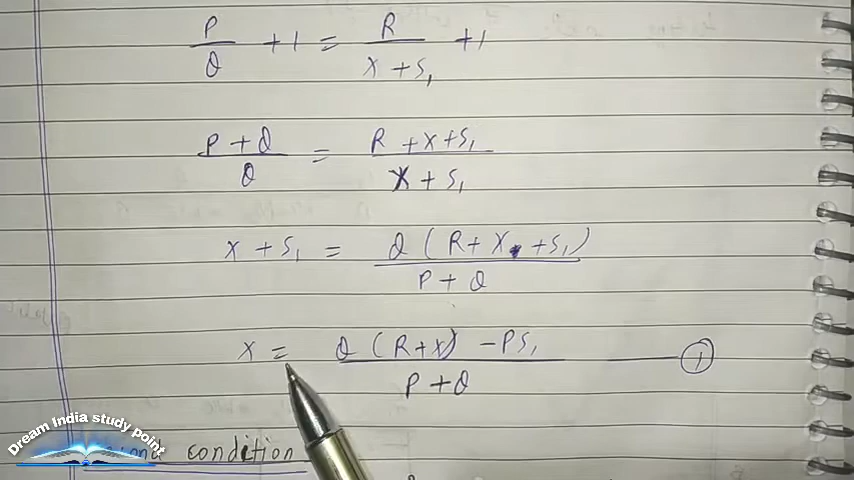 P/Q + 1 = R/(X + S₁) + 1
(P + Q)/Q = (R + X + S₁)/(X + S₁)
X + S₁ = Q (R + X + S₁)/(P + Q)
X = (Q (R + X) - PS₁)/(P + Q) ①
Dream India study point
condition